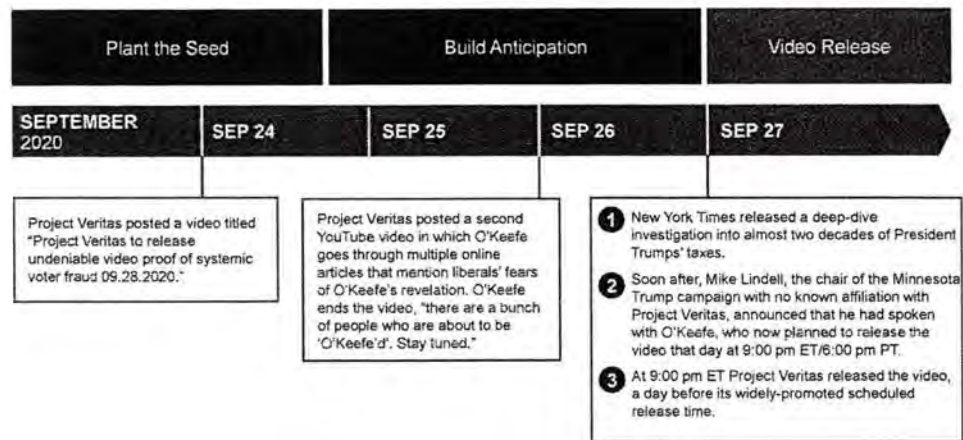 Plant the Seed
Build Anticipation
Video Release
SEPTEMBER
2020
SEP 24
SEP 25
SEP 26
SEP 27
Project Veritas posted a video titled
"Project Veritas to release
undeniable video proof of systemic
voter fraud 09.28.2020."
Project Veritas posted a second
YouTube video in which O'Keefe
goes through multiple online
articles that mention liberals' fears
of O'Keefe's revelation. O'Keefe
ends the video, "there are a bunch
of people who are about to be
'O'Keefe'd'. Stay tuned."
1 New York Times released a deep-dive
investigation into almost two decades of President
Trumps' taxes.
2 Soon after, Mike Lindell, the chair of the Minnesota
Trump campaign with no known affiliation with
Project Veritas, announced that he had spoken
with O'Keefe, who now planned to release the
video that day at 9:00 pm ET/6:00 pm PT.
3 At 9:00 pm ET Project Veritas released the video,
a day before its widely-promoted scheduled
release time.